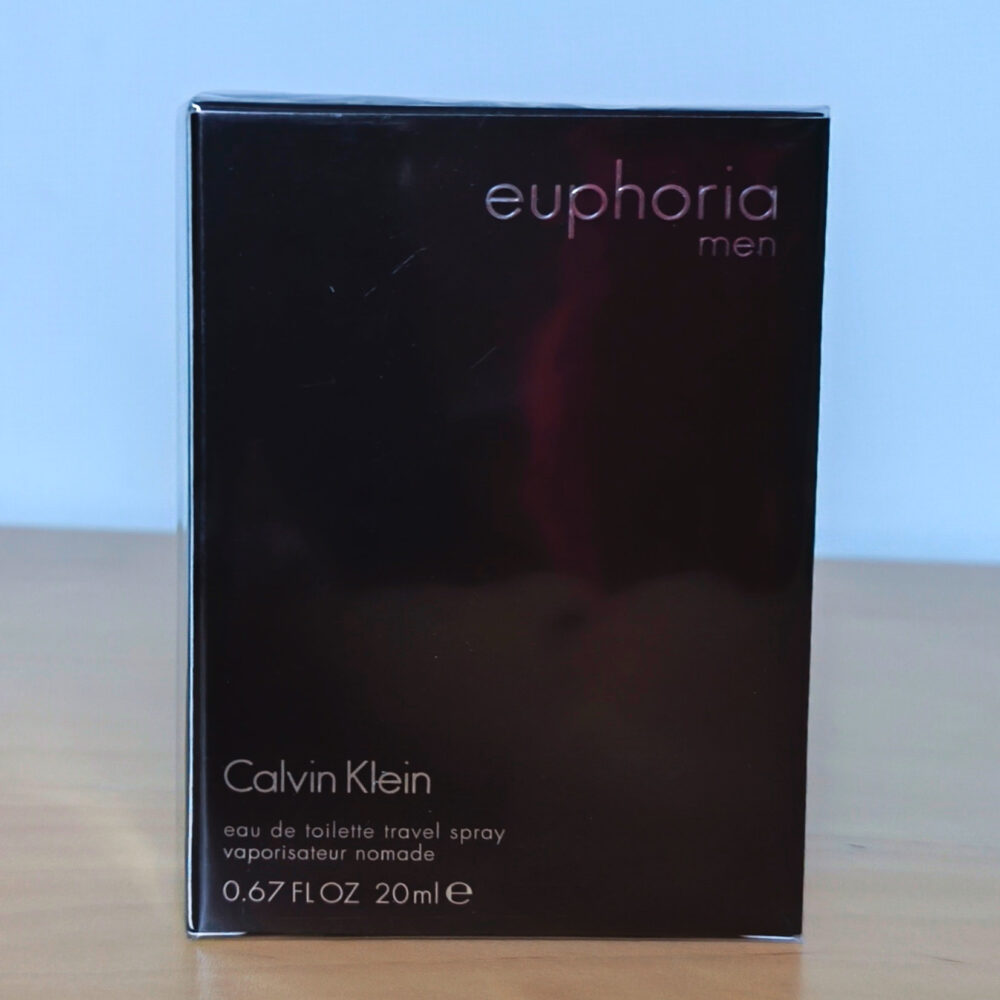 euphoria
men
Calvin Klein
eau de toilette travel spray
vaporisateur nomade
0.67 FL OZ 20ml e